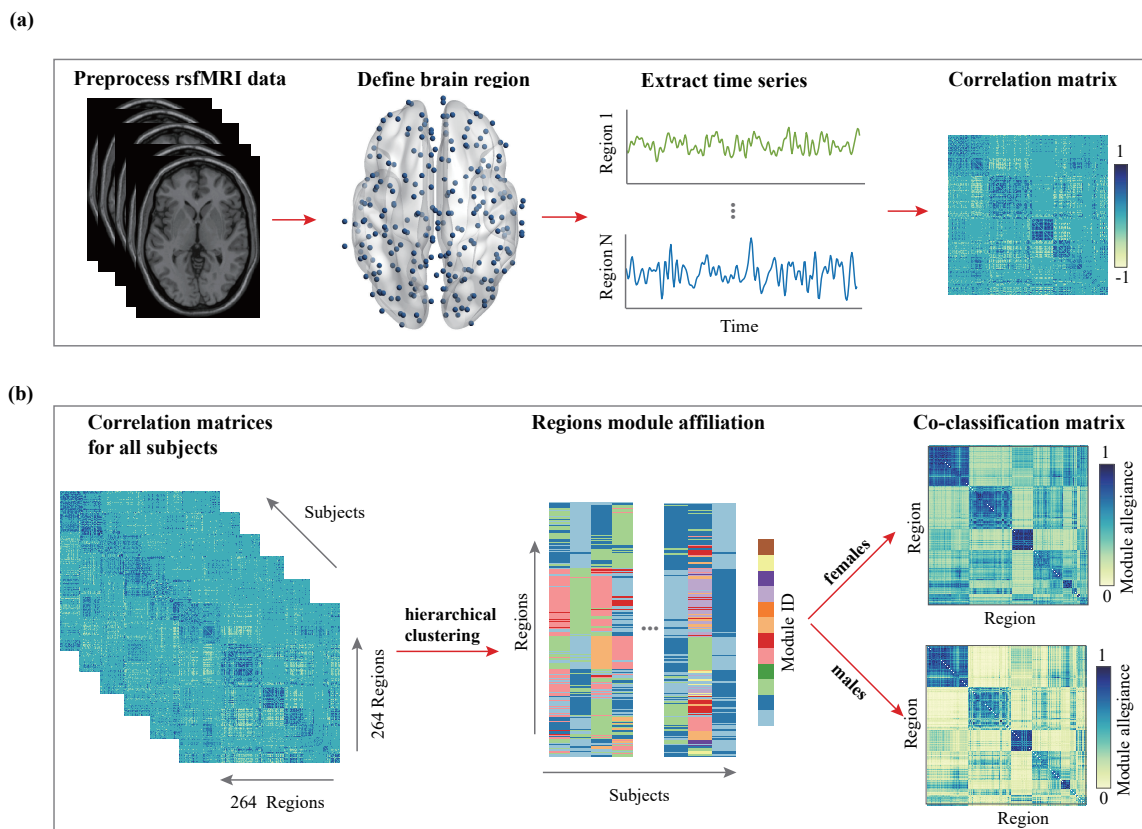 (a)
Preprocess rsfMRI data
Define brain region
Extract time series
Correlation matrix
Region 1
Region N
Time
1
-1
(b)
Correlation matrices
for all subjects
Regions module affiliation
Co-classification matrix
Subjects
264 Regions
264 Regions
hierarchical
clustering
Regions
Subjects
Module ID
females
males
Region
Region
1
0
Module allegiance
Region
Region
1
0
Module allegiance